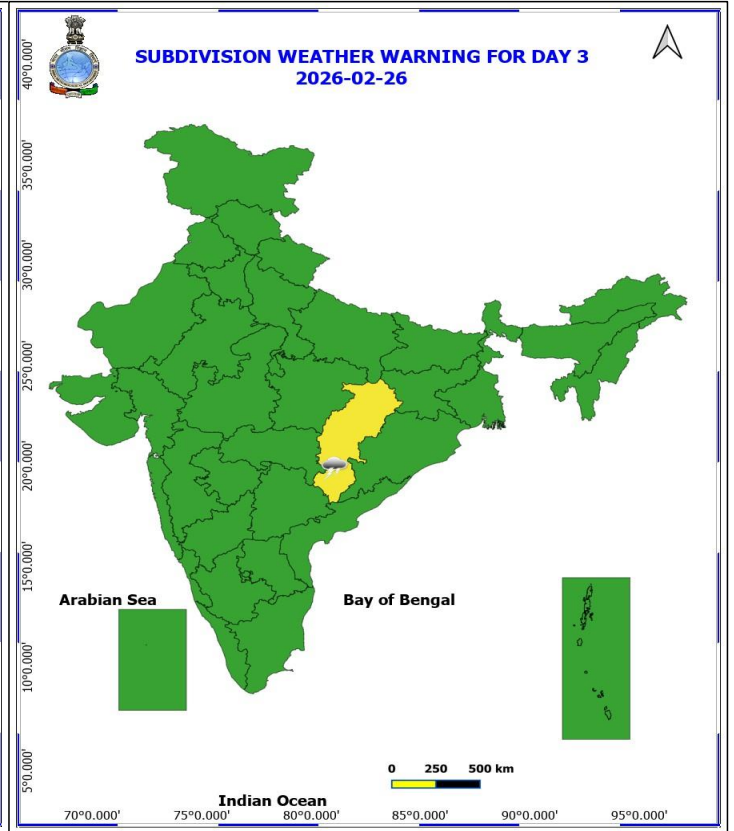 SUBDIVISION WEATHER WARNING FOR DAY 3
2026-02-26
40°0.000'
35°0.000'
30°0.000'
25°0.000'
20°0.000'
15°0.000'
10°0.000'
5°0.000'
Arabian Sea
Bay of Bengal
0 250 500 km
Indian Ocean
70°0.000' 75°0.000' 80°0.000' 85°0.000' 90°0.000' 95°0.000'